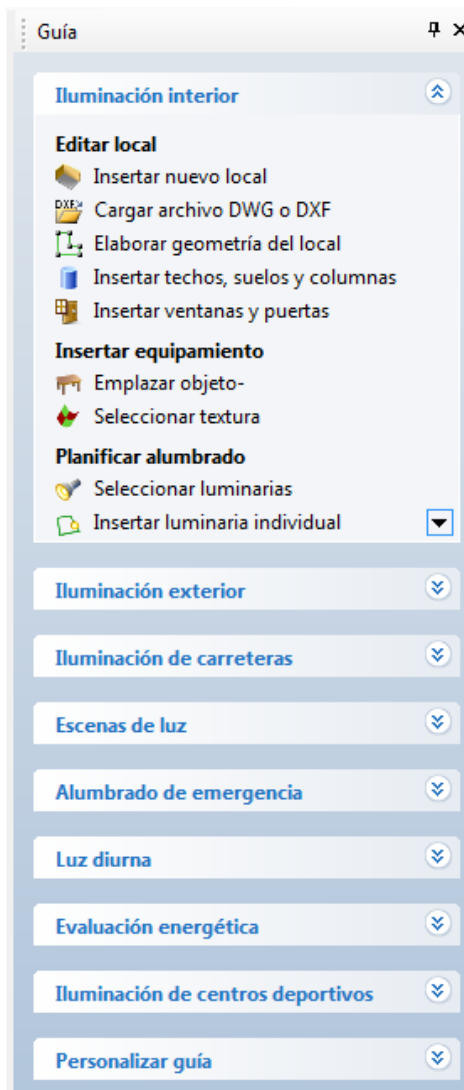 Guía
Iluminación interior
Editar local
Insertar nuevo local
DXF
Cargar archivo DWG o DXF
Elaborar geometría del local
Insertar techos, suelos y columnas
Insertar ventanas y puertas
Insertar equipamiento
Emplazar objeto-
Seleccionar textura
Planificar alumbrado
Seleccionar luminarias
Insertar luminaria individual
Iluminación exterior
Iluminación de carreteras
Escenas de luz
Alumbrado de emergencia
Luz diurna
Evaluación energética
Iluminación de centros deportivos
Personalizar guía